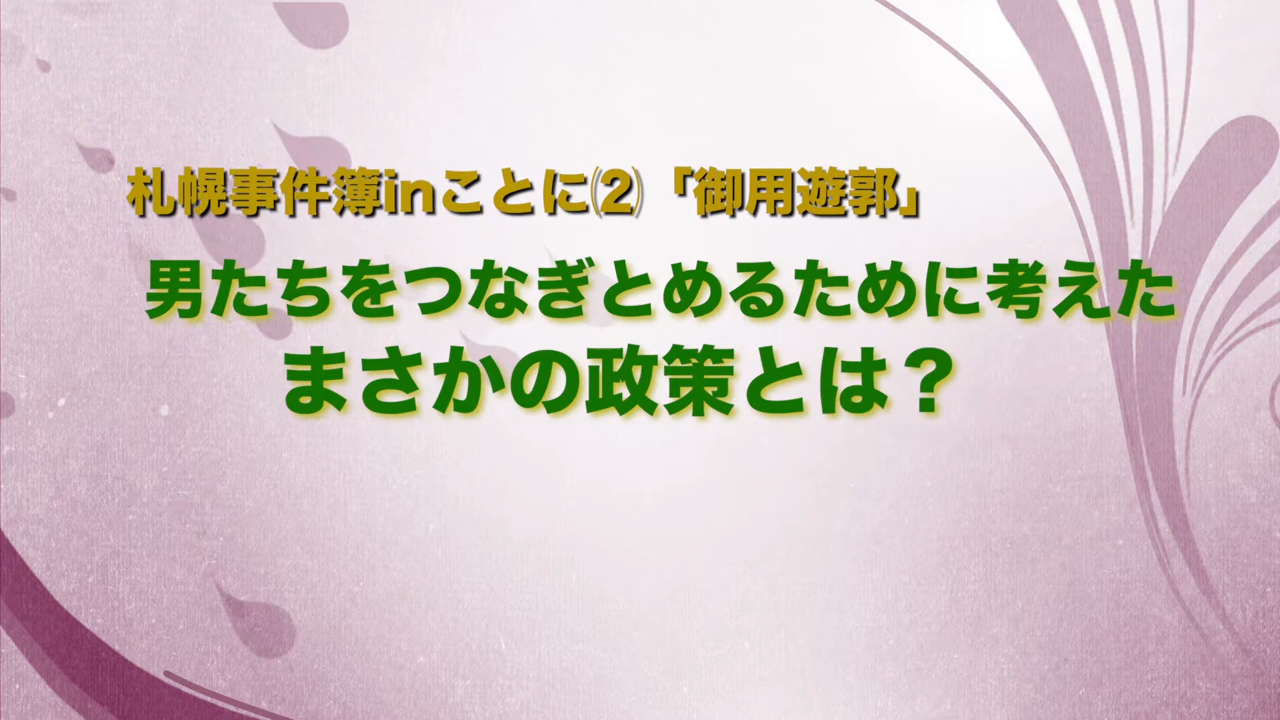 札幌事件簿inことに⑵「御用遊郭」
男たちをつなぎとめるために考えた
まさかの政策とは？